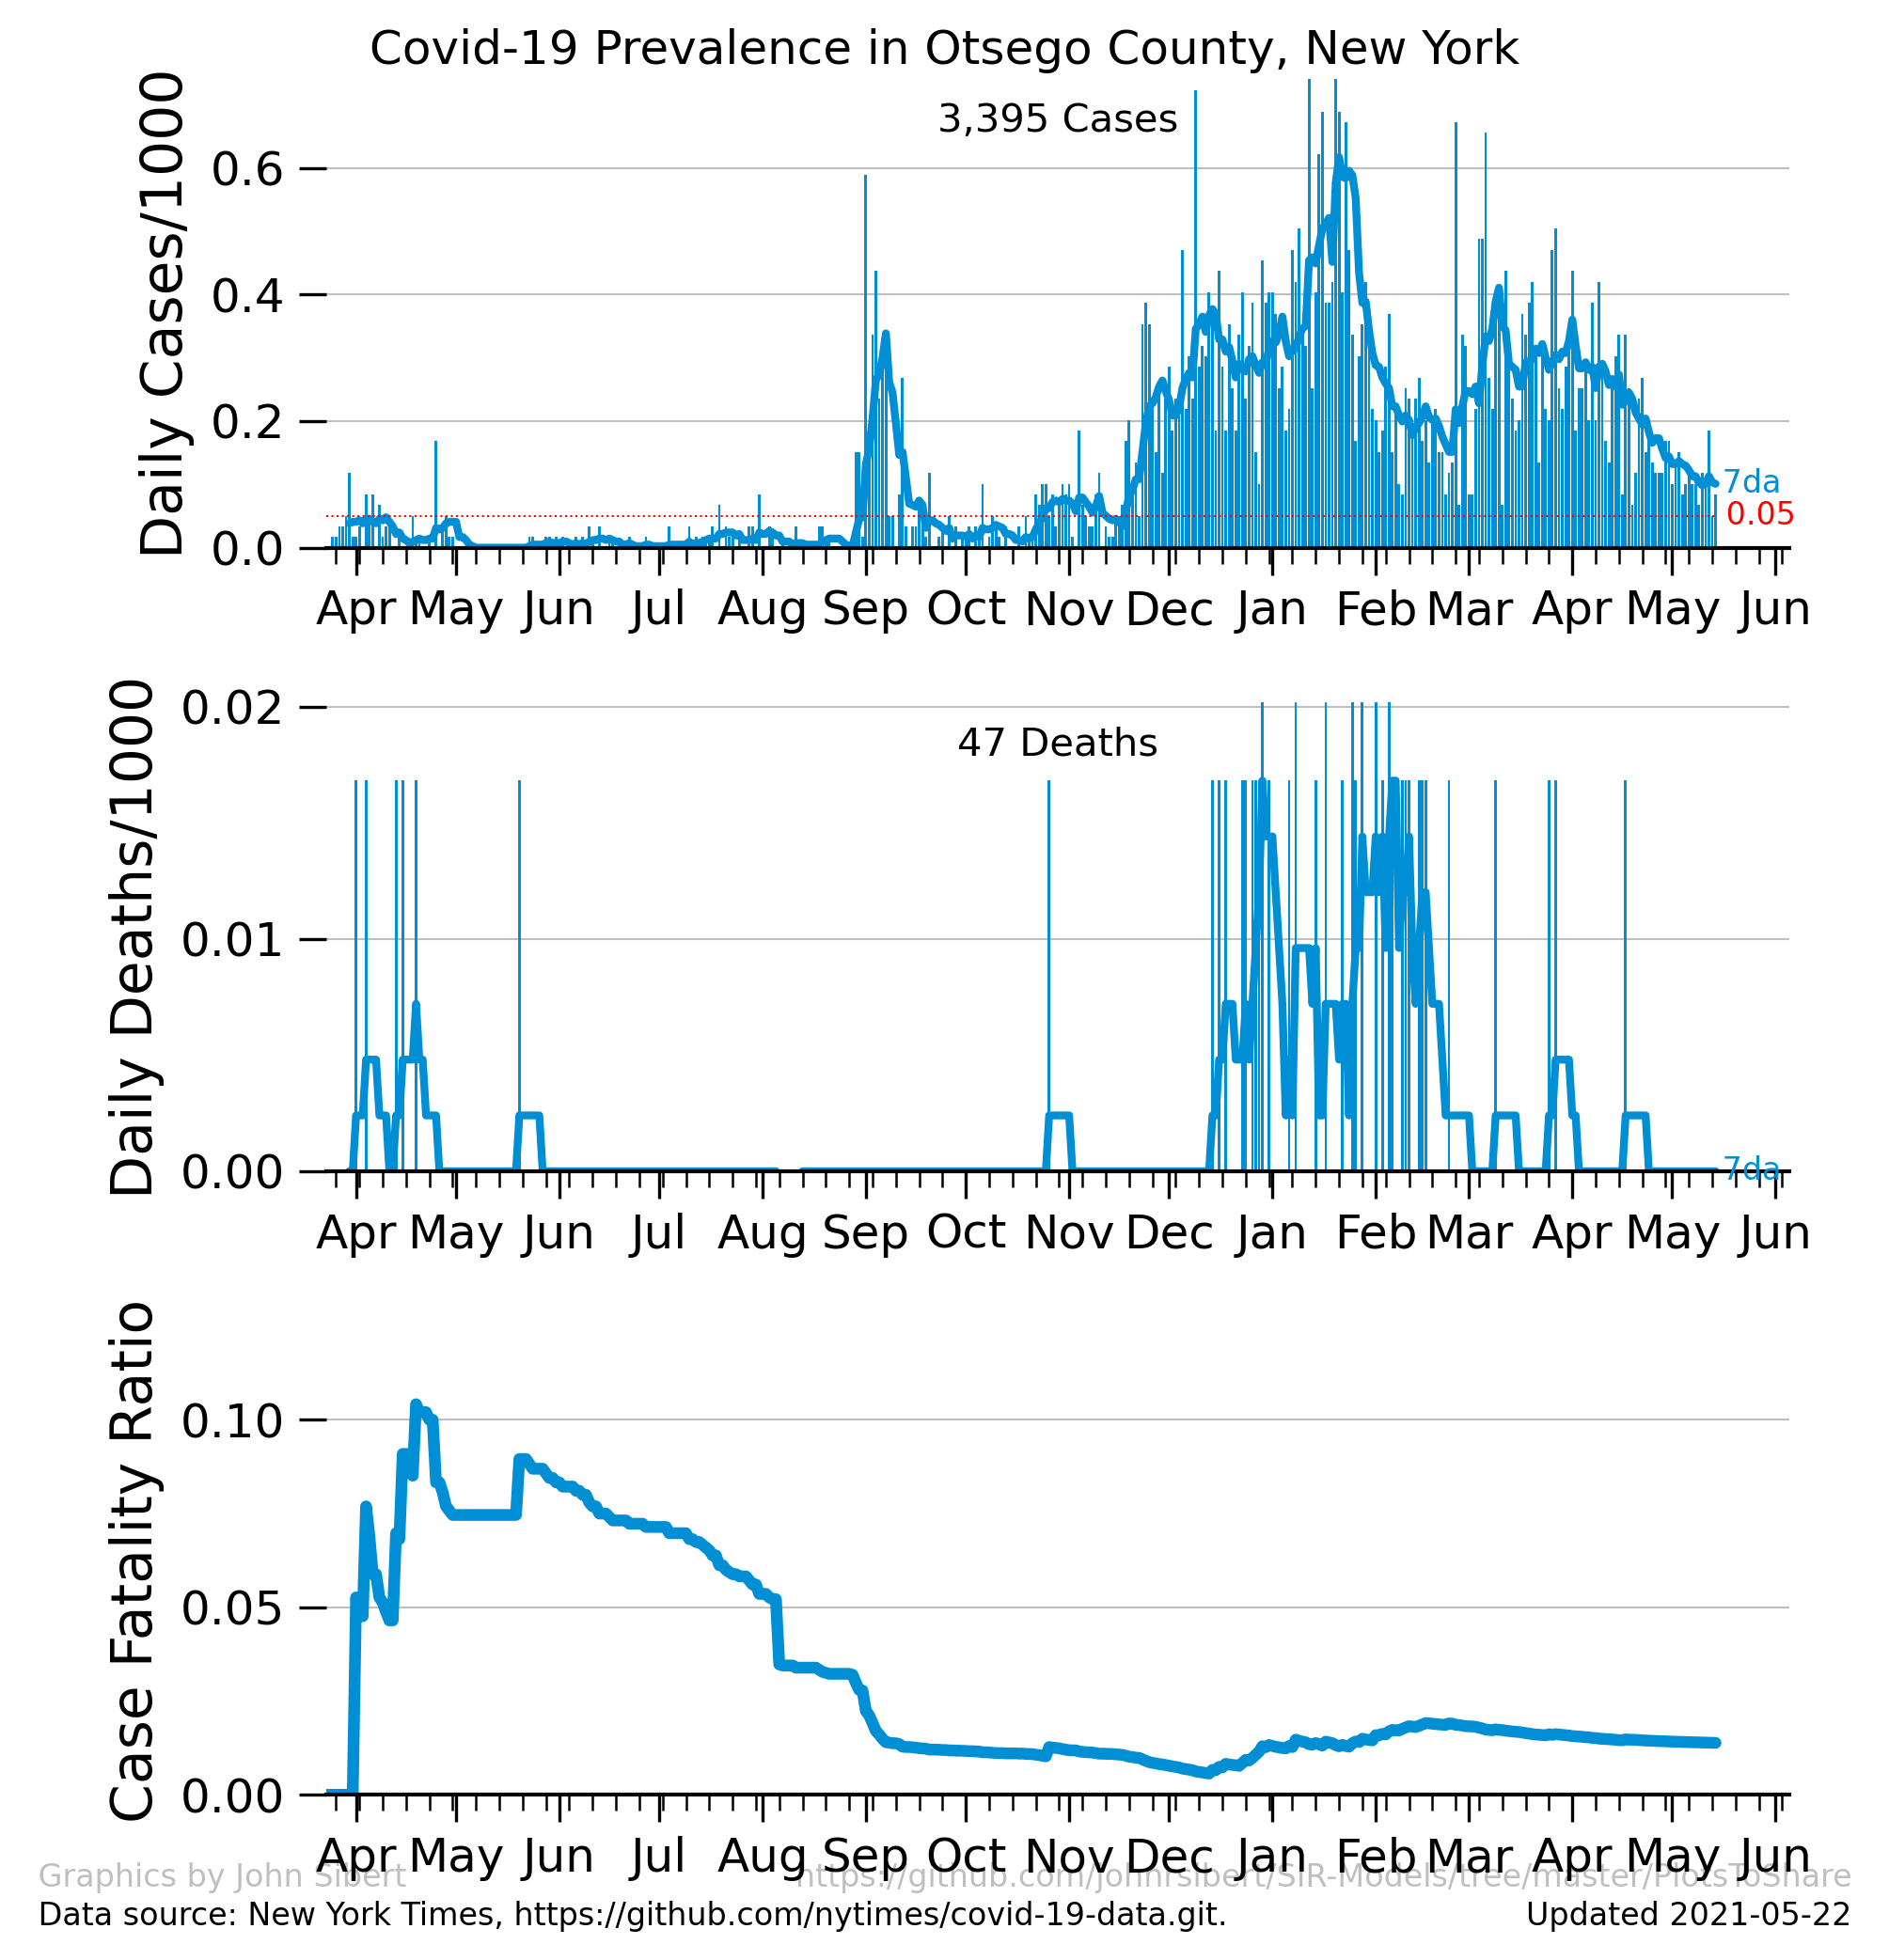 Covid-19 Prevalence in Otsego County, New York
3,395 Cases
Daily Cases/1000
0.6
0.4
0.2
0.0
7da
0.05
Apr May Jun Jul Aug Sep Oct Nov Dec Jan Feb Mar Apr May Jun
47 Deaths
Daily Deaths/1000
0.02
0.01
0.00
7da
Apr May Jun Jul Aug Sep Oct Nov Dec Jan Feb Mar Apr May Jun
Case Fatality Ratio
0.10
0.05
0.00
Apr May Jun Jul Aug Sep Oct Nov Dec Jan Feb Mar Apr May Jun
Graphics by John Sibert https://github.com/johnrsibert/SIR-Models/tree/master/PlotsToShare
Data source: New York Times, https://github.com/nytimes/covid-19-data.git. Updated 2021-05-22